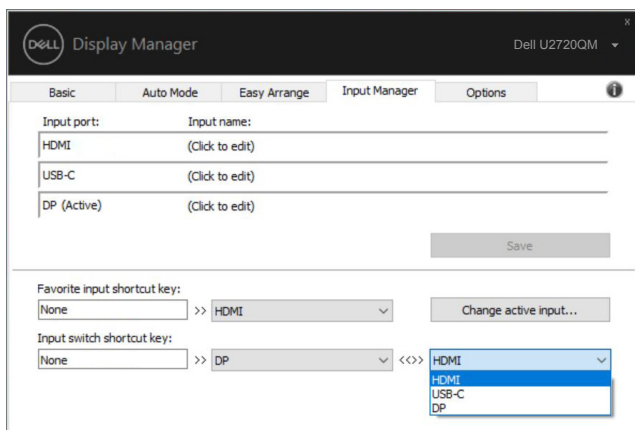 x
DELL Display Manager Dell U2720QM
Basic Auto Mode Easy Arrange Input Manager Options i
Input port: Input name:
HDMI (Click to edit)
USB-C (Click to edit)
DP (Active) (Click to edit)
Save
Favorite input shortcut key:
None >> HDMI Change active input...
Input switch shortcut key:
None >> DP <<>> HDMI
HDMI
USB-C
DP